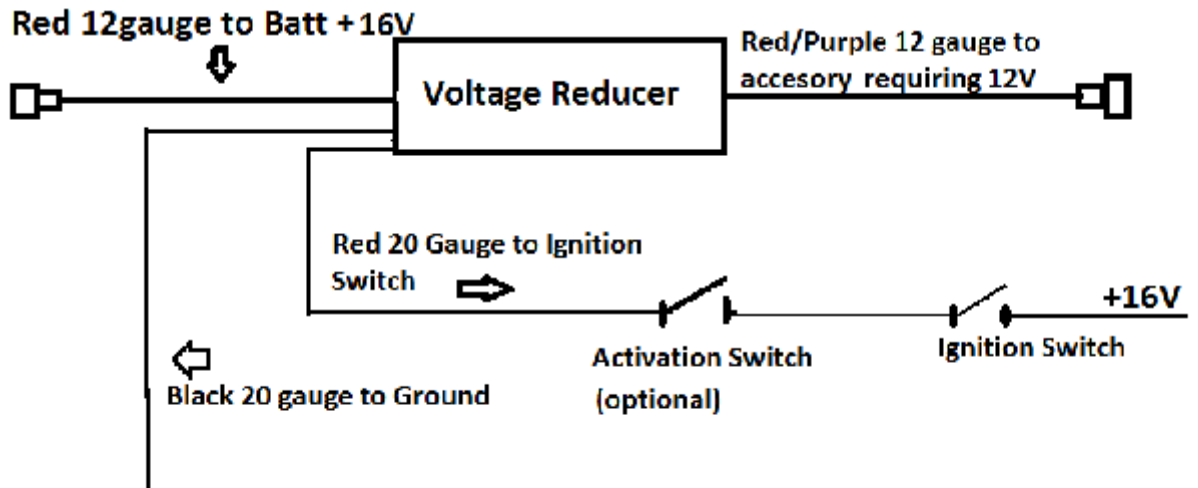 Red 12gauge to Batt +16V
Red/Purple 12 gauge to
accesory requiring 12V
Voltage Reducer
Red 20 Gauge to Ignition
Switch
+16V
Activation Switch
(optional)
Ignition Switch
Black 20 gauge to Ground